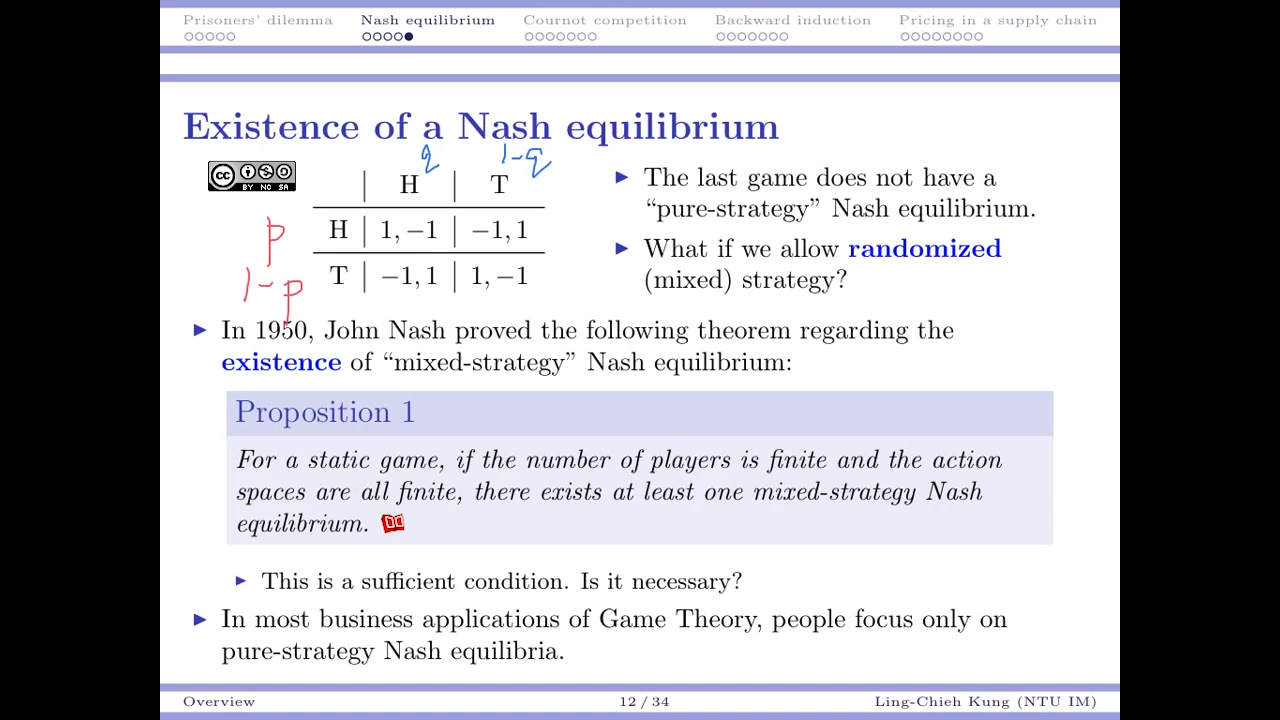 Prisoners' dilemma Nash equilibrium Cournot competition Backward induction Pricing in a supply chain
Existence of a Nash equilibrium
q 1-q
| H | T
p H | 1, −1 | −1, 1
1-p T | −1, 1 | 1, −1
CC BY NC SA
▶ The last game does not have a
“pure-strategy” Nash equilibrium.
▶ What if we allow randomized
(mixed) strategy?
▶ In 1950, John Nash proved the following theorem regarding the
existence of “mixed-strategy” Nash equilibrium:
Proposition 1
For a static game, if the number of players is finite and the action
spaces are all finite, there exists at least one mixed-strategy Nash
equilibrium.
▶ This is a sufficient condition. Is it necessary?
▶ In most business applications of Game Theory, people focus only on
pure-strategy Nash equilibria.
Overview 12 / 34 Ling-Chieh Kung (NTU IM)